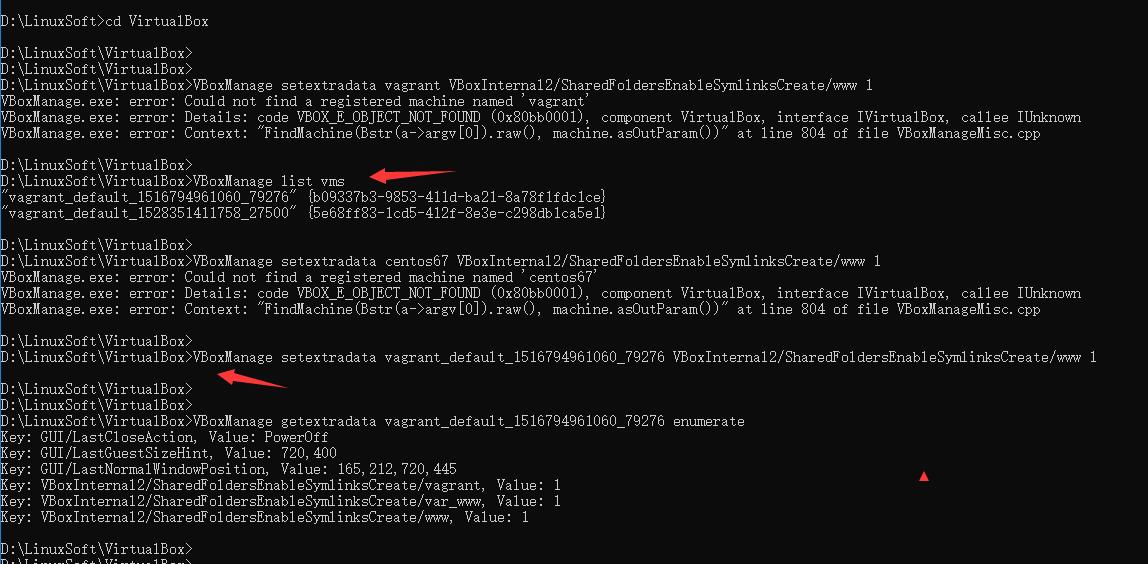 D:\LinuxSoft>cd VirtualBox
D:\LinuxSoft\VirtualBox>
D:\LinuxSoft\VirtualBox>
D:\LinuxSoft\VirtualBox>VBoxManage setextradata vagrant VBoxInternal2/SharedFoldersEnableSymlinksCreate/www 1
VBoxManage.exe: error: Could not find a registered machine named 'vagrant'
VBoxManage.exe: error: Details: code VBOX_E_OBJECT_NOT_FOUND (0x80bb0001), component VirtualBox, interface IVirtualBox, callee IUnknown
VBoxManage.exe: error: Context: "FindMachine(Bstr(a->argv[0]).raw(), machine.asOutParam())" at line 804 of file VBoxManageMisc.cpp
D:\LinuxSoft\VirtualBox>
D:\LinuxSoft\VirtualBox>VBoxManage list vms
"vagrant_default_1516794961060_79276" {b09337b3-9853-411d-ba21-8a78f1fdc1ce}
"vagrant_default_1528351411758_27500" {5e68ff83-1cd5-412f-8e3e-c298db1ca5e1}
D:\LinuxSoft\VirtualBox>
D:\LinuxSoft\VirtualBox>VBoxManage setextradata centos67 VBoxInternal2/SharedFoldersEnableSymlinksCreate/www 1
VBoxManage.exe: error: Could not find a registered machine named 'centos67'
VBoxManage.exe: error: Details: code VBOX_E_OBJECT_NOT_FOUND (0x80bb0001), component VirtualBox, interface IVirtualBox, callee IUnknown
VBoxManage.exe: error: Context: "FindMachine(Bstr(a->argv[0]).raw(), machine.asOutParam())" at line 804 of file VBoxManageMisc.cpp
D:\LinuxSoft\VirtualBox>
D:\LinuxSoft\VirtualBox>VBoxManage setextradata vagrant_default_1516794961060_79276 VBoxInternal2/SharedFoldersEnableSymlinksCreate/www 1
D:\LinuxSoft\VirtualBox>
D:\LinuxSoft\VirtualBox>
D:\LinuxSoft\VirtualBox>VBoxManage getextradata vagrant_default_1516794961060_79276 enumerate
Key: GUI/LastCloseAction, Value: PowerOff
Key: GUI/LastGuestSizeHint, Value: 720,400
Key: GUI/LastNormalWindowPosition, Value: 165,212,720,445
Key: VBoxInternal2/SharedFoldersEnableSymlinksCreate/vagrant, Value: 1
Key: VBoxInternal2/SharedFoldersEnableSymlinksCreate/var_www, Value: 1
Key: VBoxInternal2/SharedFoldersEnableSymlinksCreate/www, Value: 1
D:\LinuxSoft\VirtualBox>